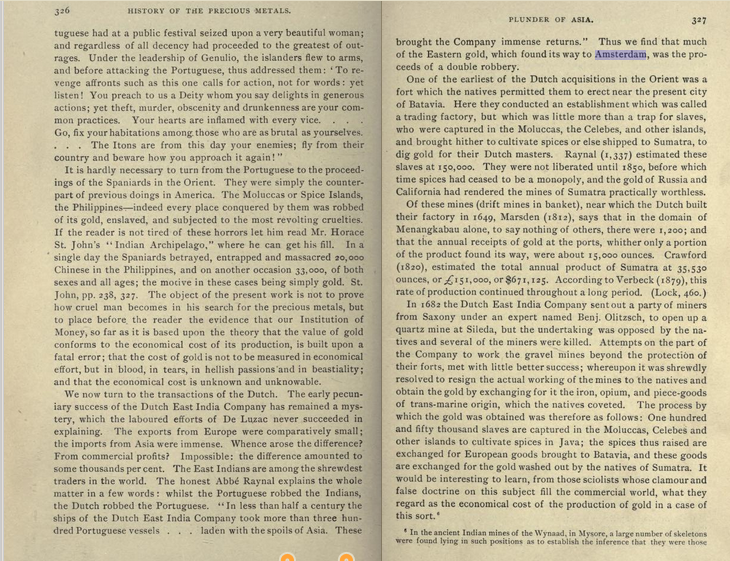 326 HISTORY OF THE PRECIOUS METALS.
tuguese had at a public festival seized upon a very beautiful woman;
and regardless of all decency had proceeded to the greatest of out-
rages. Under the leadership of Genulio, the islanders flew to arms,
and before attacking the Portuguese, thus addressed them: 'To re-
venge affronts such as this one calls for action, not for words: yet
listen! You preach to us a Deity whom you say delights in generous
actions; yet theft, murder, obscenity and drunkenness are your com-
mon practices. Your hearts are inflamed with every vice. . . .
Go, fix your habitations among those who are as brutal as yourselves.
. . . The Itons are from this day your enemies; fly from their
country and beware how you approach it again!"
It is hardly necessary to turn from the Portuguese to the proceed-
ings of the Spaniards in the Orient. They were simply the counter-
part of previous doings in America. The Moluccas or Spice Islands,
the Philippines—indeed every place conquered by them was robbed
of its gold, enslaved, and subjected to the most revolting cruelties.
If the reader is not tired of these horrors let him read Mr. Horace
St. John's "Indian Archipelago," where he can get his fill. In a
single day the Spaniards betrayed, entrapped and massacred 20,000
Chinese in the Philippines, and on another occasion 33,000, of both
sexes and all ages; the motive in these cases being simply gold. St.
John, pp. 238, 327. The object of the present work is not to prove
how cruel man becomes in his search for the precious metals, but
to place before the reader the evidence that our Institution of
Money, so far as it is based upon the theory that the value of gold
conforms to the economical cost of its production, is built upon a
fatal error; that the cost of gold is not to be measured in economical
effort, but in blood, in tears, in hellish passions and in beastiality;
and that the economical cost is unknown and unknowable.
We now turn to the transactions of the Dutch. The early pecun-
iary success of the Dutch East India Company has remained a mys-
tery, which the laboured efforts of De Luzac never succeeded in
explaining. The exports from Europe were comparatively small;
the imports from Asia were immense. Whence arose the difference?
From commercial profits? Impossible: the difference amounted to
some thousands per cent. The East Indians are among the shrewdest
traders in the world. The honest Abbé Raynal explains the whole
matter in a few words: whilst the Portuguese robbed the Indians,
the Dutch robbed the Portuguese. "In less than half a century the
ships of the Dutch East India Company took more than three hun-
dred Portuguese vessels . . . laden with the spoils of Asia. These
PLUNDER OF ASIA. 327
brought the Company immense returns." Thus we find that much
of the Eastern gold, which found its way to Amsterdam, was the pro-
ceeds of a double robbery.
One of the earliest of the Dutch acquisitions in the Orient was a
fort which the natives permitted them to erect near the present city
of Batavia. Here they conducted an establishment which was called
a trading factory, but which was little more than a trap for slaves,
who were captured in the Moluccas, the Celebes, and other islands,
and brought hither to cultivate spices or else shipped to Sumatra, to
dig gold for their Dutch masters. Raynal (1,337) estimated these
slaves at 150,000. They were not liberated until 1850, before which
time spices had ceased to be a monopoly, and the gold of Russia and
California had rendered the mines of Sumatra practically worthless.
Of these mines (drift mines in banket), near which the Dutch built
their factory in 1649, Marsden (1812), says that in the domain of
Menangkabau alone, to say nothing of others, there were 1,200; and
that the annual receipts of gold at the ports, whither only a portion
of the product found its way, were about 15,000 ounces. Crawford
(1820), estimated the total annual product of Sumatra at 35,530
ounces, or £151,000, or $671,125. According to Verbeck (1879), this
rate of production continued throughout a long period. (Lock, 460.)
In 1682 the Dutch East India Company sent out a party of miners
from Saxony under an expert named Benj. Olitzsch, to open up a
quartz mine at Sileda, but the undertaking was opposed by the na-
tives and several of the miners were killed. Attempts on the part of
the Company to work the gravel mines beyond the protection of
their forts, met with little better success; whereupon it was shrewdly
resolved to resign the actual working of the mines to the natives and
obtain the gold by exchanging for it the iron, opium, and piece-goods
of trans-marine origin, which the natives coveted. The process by
which the gold was obtained was therefore as follows: One hundred
and fifty thousand slaves are captured in the Moluccas, Celebes and
other islands to cultivate spices in Java; the spices thus raised are
exchanged for European goods brought to Batavia, and these goods
are exchanged for the gold washed out by the natives of Sumatra. It
would be interesting to learn, from those sciolists whose clamour and
false doctrine on this subject fill the commercial world, what they
regard as the economical cost of the production of gold in a case of
this sort.⁸
⁸ In the ancient Indian mines of the Wynaad, in Mysore, a large number of skeletons
were found lying in such positions as to establish the inference that they were those